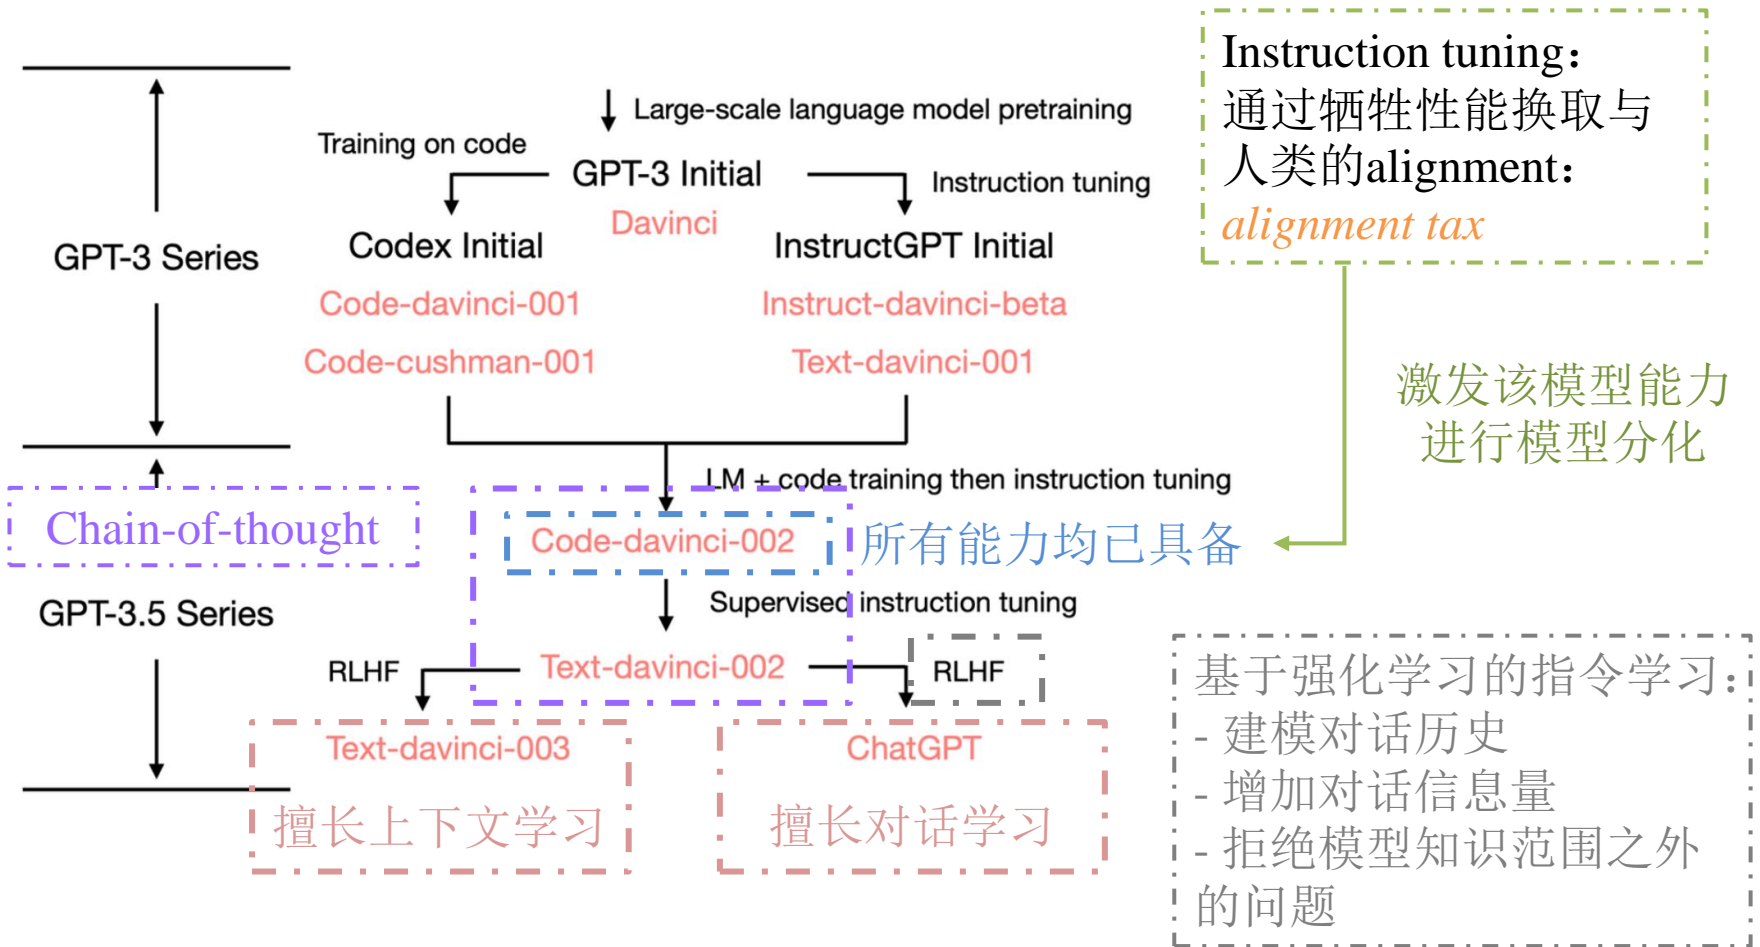 Instruction tuning：
通过牺牲性能换取与
人类的alignment：
alignment tax
Large-scale language model pretraining
Training on code
GPT-3 Initial
Instruction tuning
Davinci
Codex Initial
InstructGPT Initial
GPT-3 Series
Code-davinci-001
Instruct-davinci-beta
Code-cushman-001
Text-davinci-001
激发该模型能力
进行模型分化
LM + code training then instruction tuning
Chain-of-thought
Code-davinci-002
所有能力均已具备
GPT-3.5 Series
Supervised instruction tuning
RLHF
Text-davinci-002
RLHF
Text-davinci-003
ChatGPT
擅长上下文学习
擅长对话学习
基于强化学习的指令学习：
- 建模对话历史
- 增加对话信息量
- 拒绝模型知识范围之外
的问题